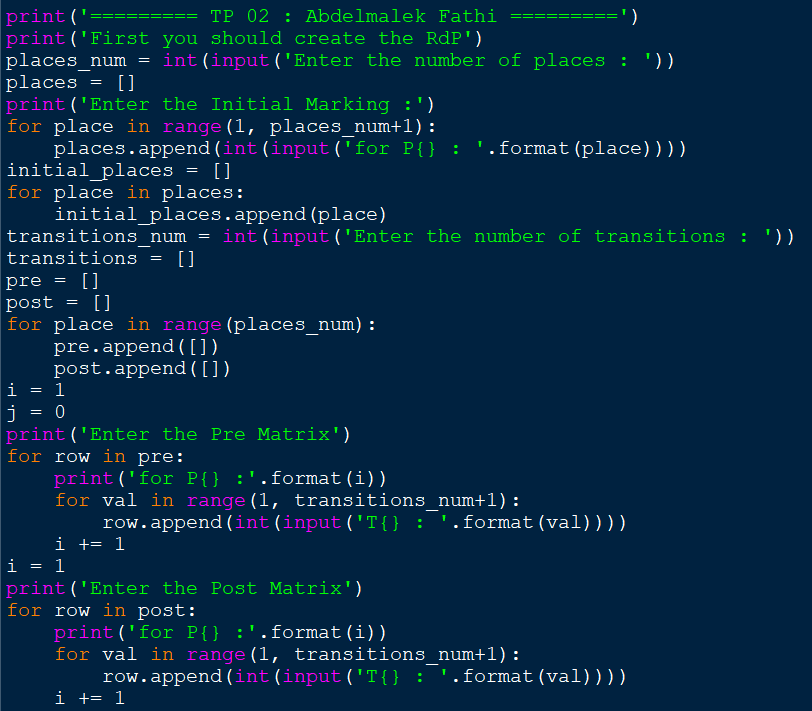 print('========= TP 02 : Abdelmalek Fathi =========')
print('First you should create the RdP')
places_num = int(input('Enter the number of places : '))
places = []
print('Enter the Initial Marking :')
for place in range(1, places_num+1):
    places.append(int(input('for P{} : '.format(place))))
initial_places = []
for place in places:
    initial_places.append(place)
transitions_num = int(input('Enter the number of transitions : '))
transitions = []
pre = []
post = []
for place in range(places_num):
    pre.append([])
    post.append([])
i = 1
j = 0
print('Enter the Pre Matrix')
for row in pre:
    print('for P{} :'.format(i))
    for val in range(1, transitions_num+1):
        row.append(int(input('T{} : '.format(val))))
    i += 1
i = 1
print('Enter the Post Matrix')
for row in post:
    print('for P{} :'.format(i))
    for val in range(1, transitions_num+1):
        row.append(int(input('T{} : '.format(val))))
    i += 1